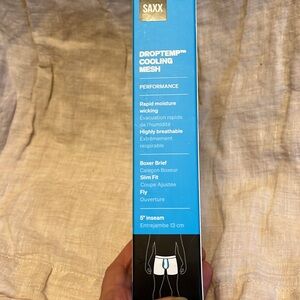 SAXX
DROPTEMP™
COOLING
MESH
PERFORMANCE
Rapid moisture
wicking
Évacuation rapide
de l'humidité
Highly breathable
Extrêmement
respirable
Boxer Brief
Caleçon Boxeur
Slim Fit
Coupe Ajustée
Fly
Ouverture
5" Inseam
Entrejambe 13 cm